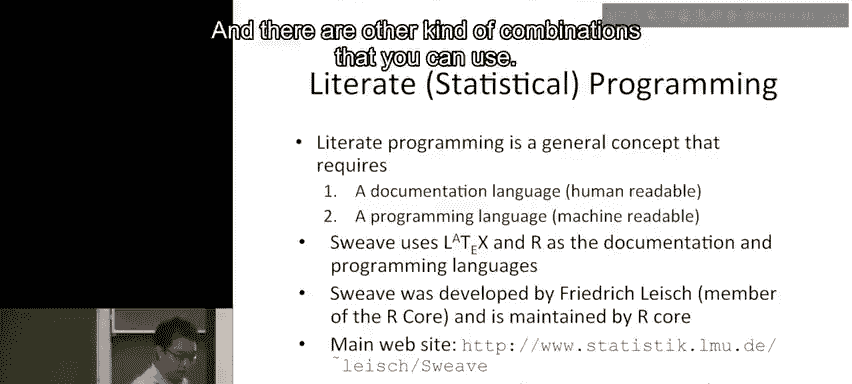 And there are other kind of combinations
that you can use.
Literate (Statistical) Programming
• Literate programming is a general concept that
requires
1. A documentation language (human readable)
2. A programming language (machine readable)
• Sweave uses LATEX and R as the documentation and
programming languages
• Sweave was developed by Friedrich Leisch (member
of the R Core) and is maintained by R core
• Main web site: http://www.statistik.lmu.de/
~leisch/Sweave